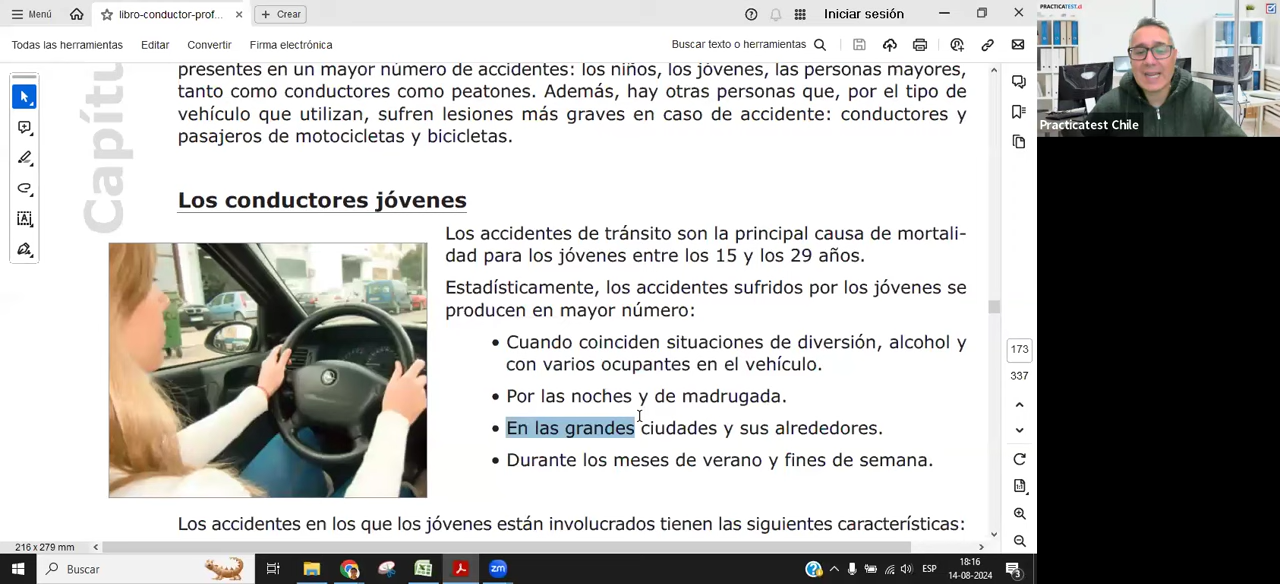 Menú
libro-conductor-prof... ×
+ Crear
Iniciar sesión
Todas las herramientas
Editar
Convertir
Firma electrónica
Buscar texto o herramientas
PRACTICATEST.cl
Practicatest Chile
Capítu
presentes en un mayor número de accidentes: los niños, los jóvenes, las personas mayores,
tanto como conductores como peatones. Además, hay otras personas que, por el tipo de
vehículo que utilizan, sufren lesiones más graves en caso de accidente: conductores y
pasajeros de motocicletas y bicicletas.
Los conductores jóvenes
Los accidentes de tránsito son la principal causa de mortali-
dad para los jóvenes entre los 15 y los 29 años.
Estadísticamente, los accidentes sufridos por los jóvenes se
producen en mayor número:
• Cuando coinciden situaciones de diversión, alcohol y
con varios ocupantes en el vehículo.
• Por las noches y de madrugada.
• En las grandes ciudades y sus alrededores.
• Durante los meses de verano y fines de semana.
Los accidentes en los que los jóvenes están involucrados tienen las siguientes características:
173
337
216 x 279 mm
Buscar
zm
ESP
18:16
14-08-2024
3